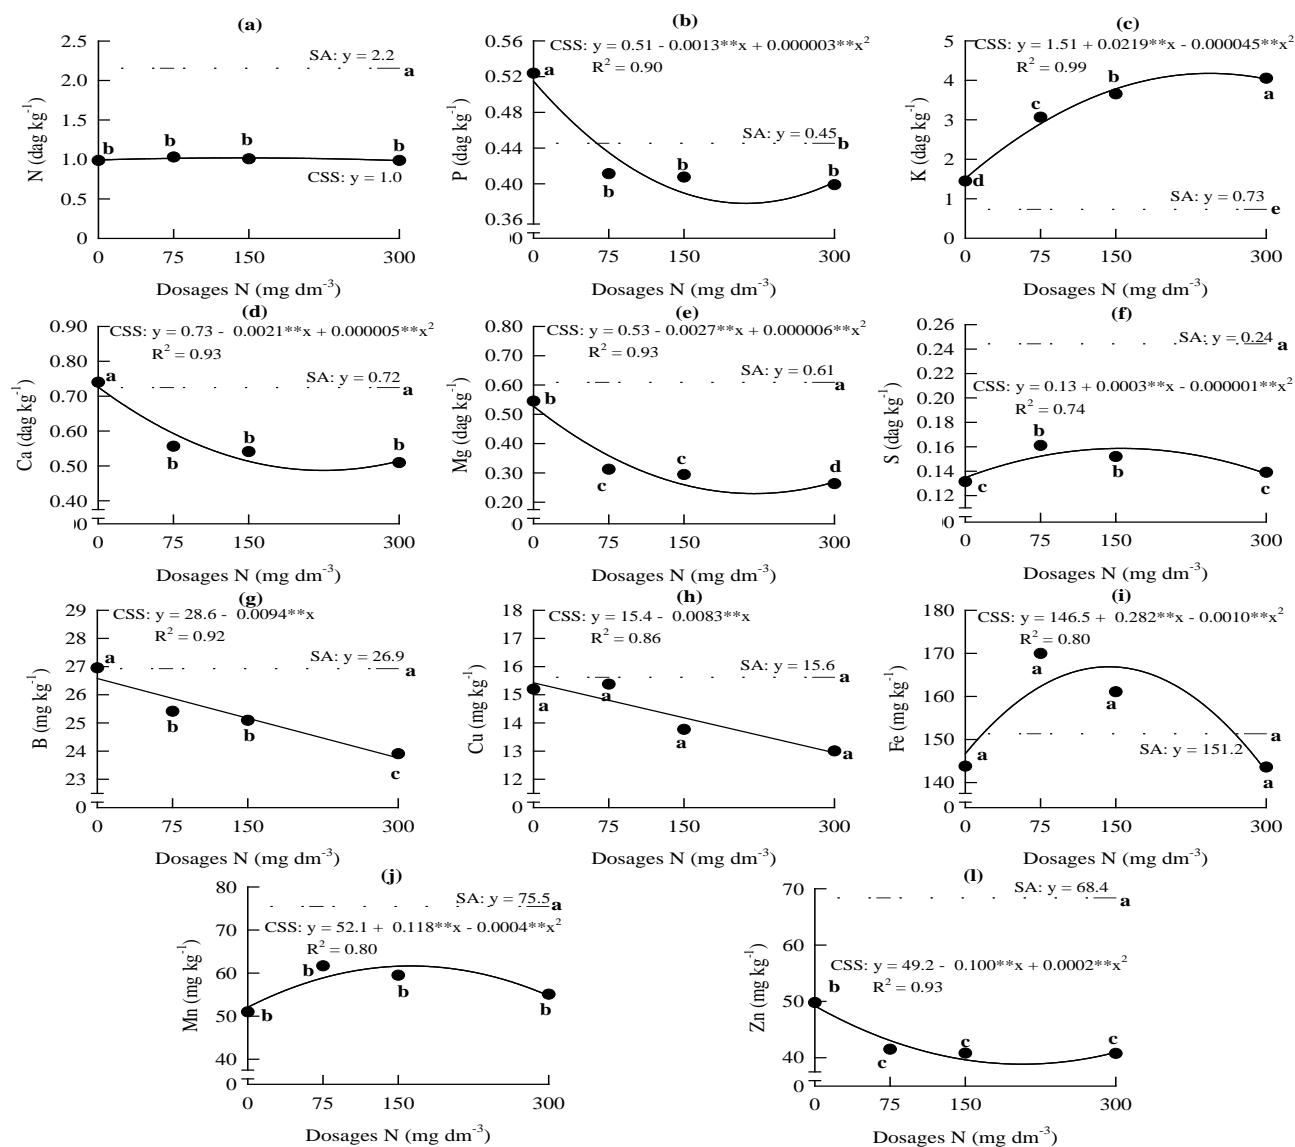 (a)
2.5
2.0
1.5
1.0
0.5
0
N (dag kg-1)
SA: y = 2.2
a
b
b
b
b
CSS: y = 1.0
0
75
150
300
Dosages N (mg dm-3)
(b)
CSS: y = 0.51 - 0.0013**x + 0.000003**x2
R2 = 0.90
0.56
0.52
0.48
0.44
0.40
0.36
0
P (dag kg-1)
a
SA: y = 0.45
b
b
b
b
0
75
150
300
Dosages N (mg dm-3)
(c)
CSS: y = 1.51 + 0.0219**x - 0.000045**x2
R2 = 0.99
5
4
3
2
1
0
K (dag kg-1)
b
c
a
d
SA: y = 0.73
e
0
75
150
300
Dosages N (mg dm-3)
(d)
CSS: y = 0.73 - 0.0021**x + 0.000005**x2
R2 = 0.93
0.90
0.80
0.70
0.60
0.50
0.40
0
Ca (dag kg-1)
a
SA: y = 0.72
a
b
b
b
0
75
150
300
Dosages N (mg dm-3)
(e)
CSS: y = 0.53 - 0.0027**x + 0.000006**x2
R2 = 0.93
0.80
0.70
0.60
0.50
0.40
0.30
0.20
0
Mg (dag kg-1)
SA: y = 0.61
a
b
c
c
d
0
75
150
300
Dosages N (mg dm-3)
(f)
0.26
0.24
0.22
0.20
0.18
0.16
0.14
0.12
0
S (dag kg-1)
SA: y = 0.24
a
CSS: y = 0.13 + 0.0003**x - 0.000001**x2
R2 = 0.74
b
b
c
c
0
75
150
300
Dosages N (mg dm-3)
(g)
CSS: y = 28.6 - 0.0094**x
R2 = 0.92
29
28
27
26
25
24
23
0
B (mg kg-1)
a
SA: y = 26.9
a
b
b
c
0
75
150
300
Dosages N (mg dm-3)
(h)
CSS: y = 15.4 - 0.0083**x
R2 = 0.86
18
17
16
15
14
13
12
0
Cu (mg kg-1)
SA: y = 15.6
a
a
a
a
a
0
75
150
300
Dosages N (mg dm-3)
(i)
CSS: y = 146.5 + 0.282**x - 0.0010**x2
R2 = 0.80
180
170
160
150
140
0
Fe (mg kg-1)
a
a
a
a
SA: y = 151.2
a
0
75
150
300
Dosages N (mg dm-3)
(j)
80
70
60
50
40
0
Mn (mg kg-1)
SA: y = 75.5
a
CSS: y = 52.1 + 0.118**x - 0.0004**x2
R2 = 0.80
b
b
b
b
0
75
150
300
Dosages N (mg dm-3)
(l)
70
60
50
40
0
Zn (mg kg-1)
SA: y = 68.4
a
CSS: y = 49.2 - 0.100**x + 0.0002**x2
R2 = 0.93
b
c
c
c
0
75
150
300
Dosages N (mg dm-3)